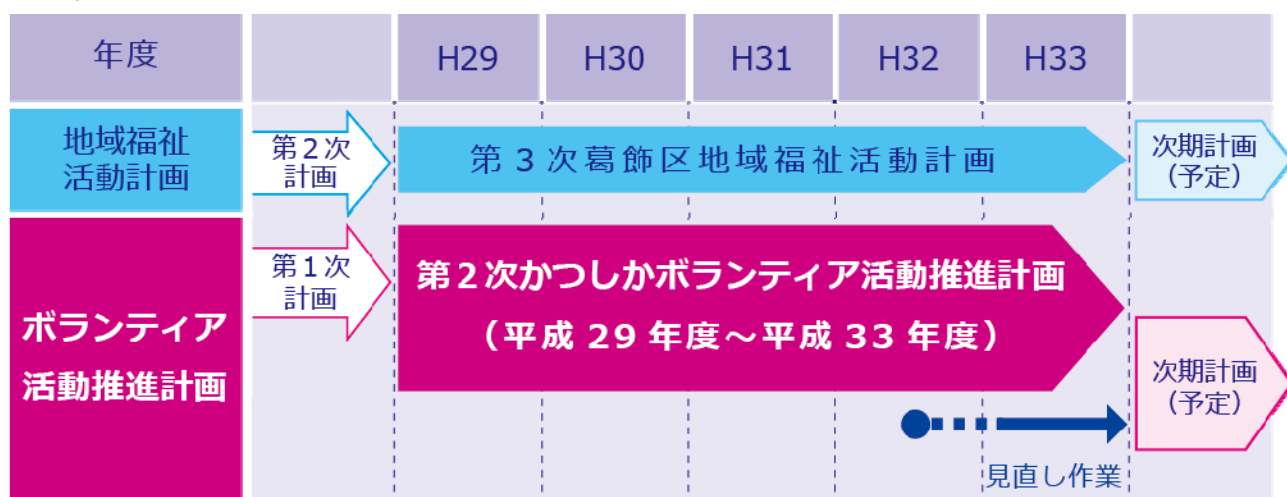 年度
H29
H30
H31
H32
H33
地域福祉
活動計画
第2次
計画
第３次葛飾区地域福祉活動計画
次期計画
（予定）
ボランティア
活動推進計画
第1次
計画
第２次かつしかボランティア活動推進計画
（平成 29 年度～平成 33 年度）
次期計画
（予定）
見直し作業